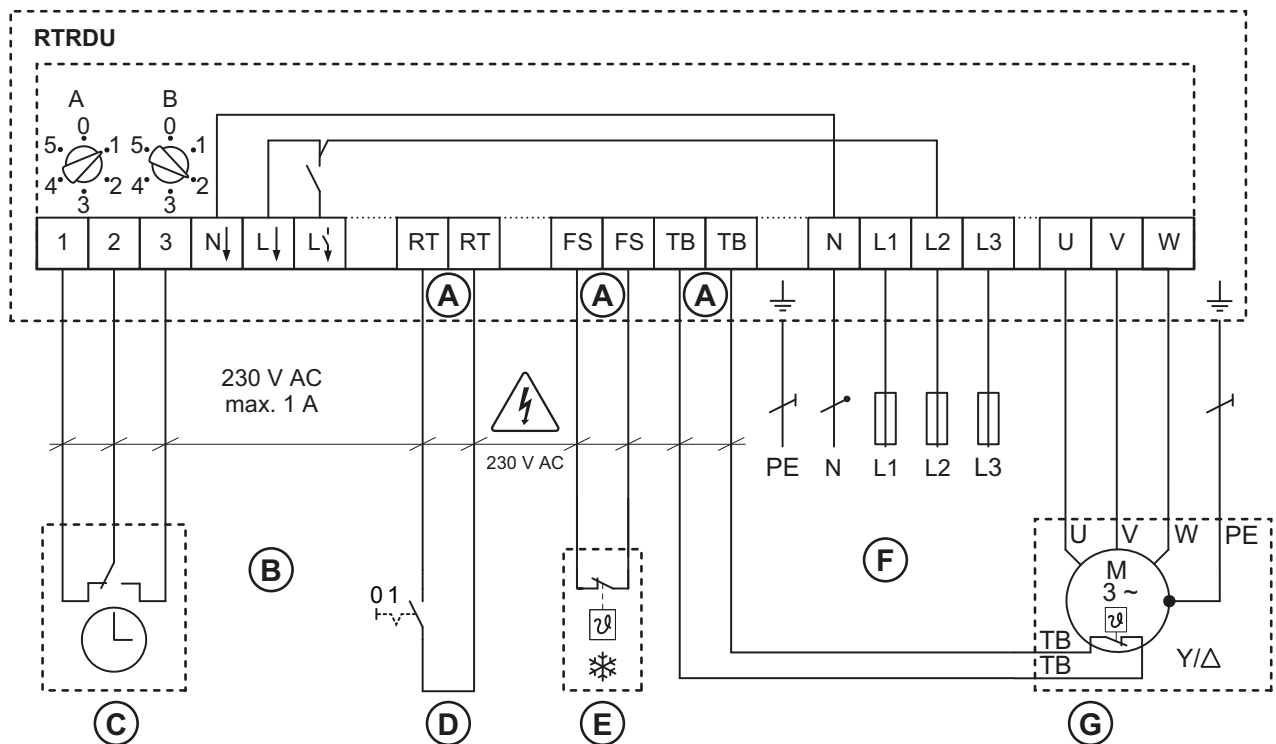 RTRDU
A B
0 0
5 1 5 1
4 2 4 2
3 3
1 2 3 N L L RT RT FS FS TB TB N L1 L2 L3 U V W
A A A
230 V AC
max. 1 A
230 V AC
PE N L1 L2 L3
U V W PE
B F
M
3 ~
0 1
ϑ ϑ
TB
TB
Y/△
C D E G